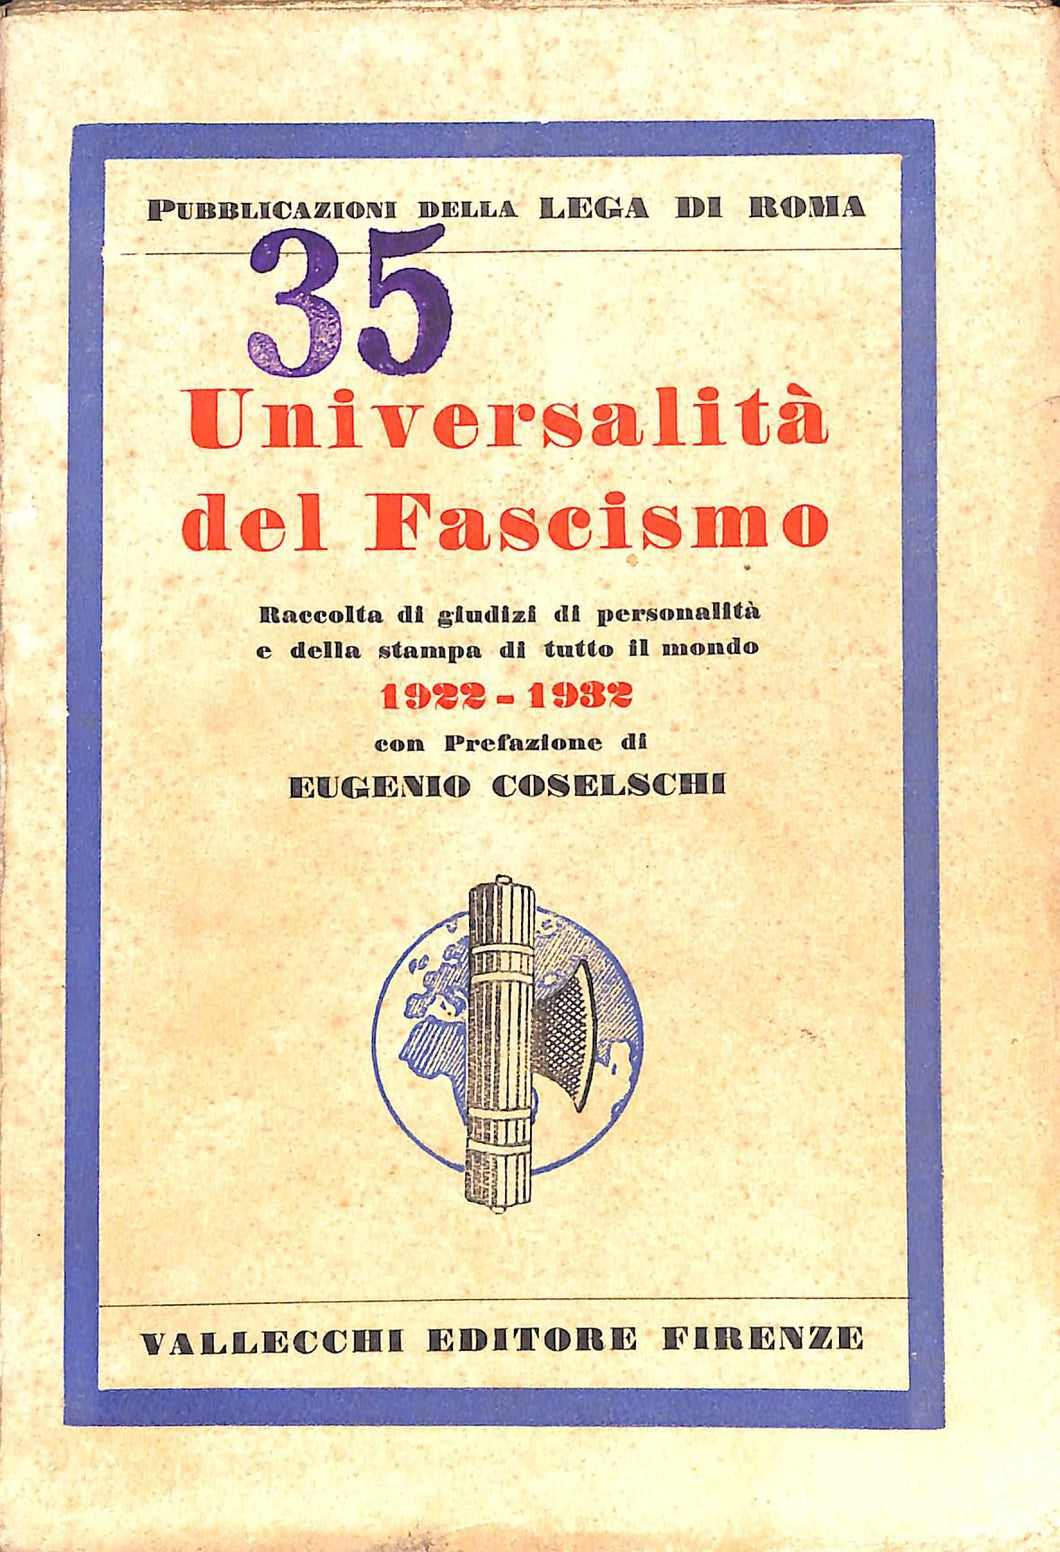 PUBBLICAZIONI DELLA LEGA DI ROMA
35
Universalità
del Fascismo
Raccolta di giudizi di personalità
e della stampa di tutto il mondo
1922 - 1932
con Prefazione di
EUGENIO COSELSCHI
VALLECCHI EDITORE FIRENZE